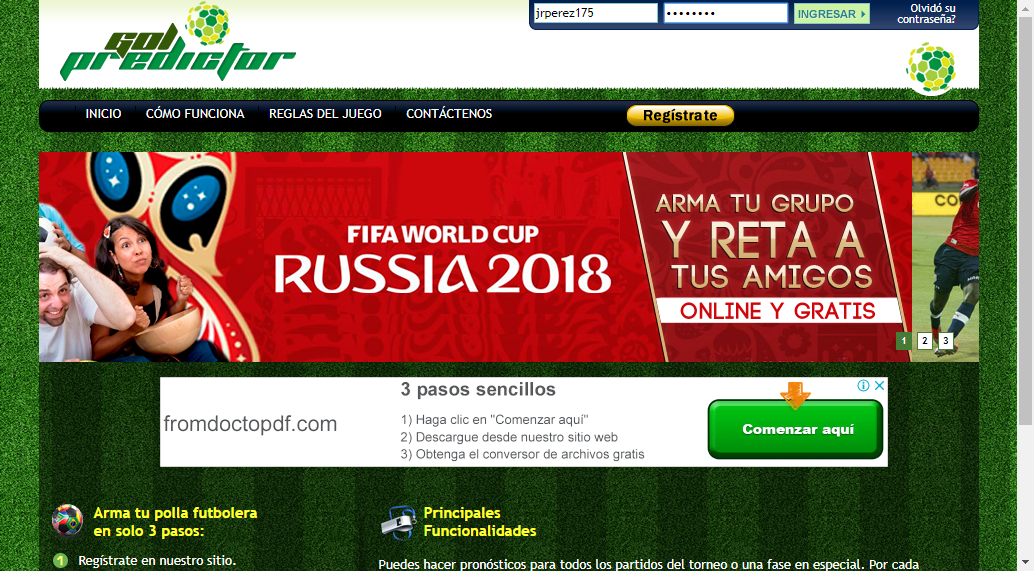 Gol
predictor
jrperez175
••••••••
INGRESAR
Olvidó su
contraseña?
INICIO
CÓMO FUNCIONA
REGLAS DEL JUEGO
CONTÁCTENOS
Regístrate
FIFA WORLD CUP
RUSSIA 2018
ARMA TU GRUPO
Y RETA A
TUS AMIGOS
ONLINE Y GRATIS
CO
1 2 3
fromdoctopdf.com
3 pasos sencillos
1) Haga clic en "Comenzar aquí"
2) Descargue desde nuestro sitio web
3) Obtenga el conversor de archivos gratis
Comenzar aquí
Arma tu polla futbolera
en solo 3 pasos:
1 Regístrate en nuestro sitio.
Principales
Funcionalidades
Puedes hacer pronósticos para todos los partidos del torneo o una fase en especial. Por cada